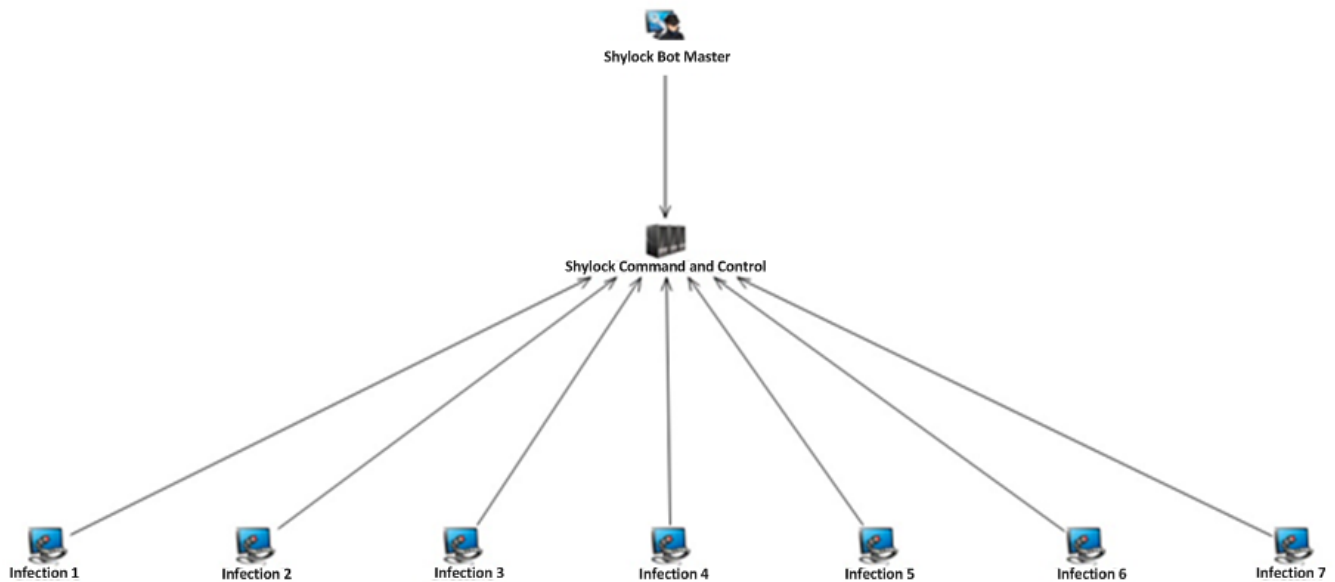 Shylock Bot Master
Shylock Command and Control
Infection 1
Infection 2
Infection 3
Infection 4
Infection 5
Infection 6
Infection 7